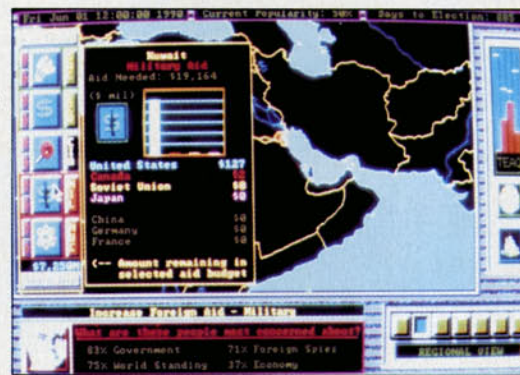 Fri Jun 01 12:00:00 1990 Current Popularity: 50% Days to Election: 885
Kuwait
Military Aid
Aid Needed: $19,164
($ mil)
United States $127
Canada $2
Soviet Union $0
Japan $0
China $0
Germany $0
France $0
<-- Amount remaining in
selected aid budget
Increase Foreign Aid - Military
What are these people most concerned about?
83% Government 71% Foreign Spies
75% World Standing 37% Economy
REGIONAL VIEW